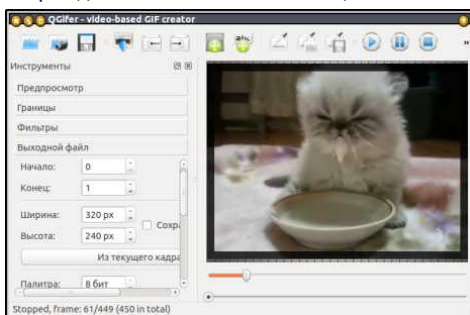 QGifer - video-based GIF creator
Инструменты
Предпросмотр
Границы
Фильтры
Выходной файл
Начало: 0
Конец: 1
Ширина: 320 px
Высота: 240 px
Из текущего кадра
Палитра: 8 бит
Stopped, frame: 61/449 (450 in total)